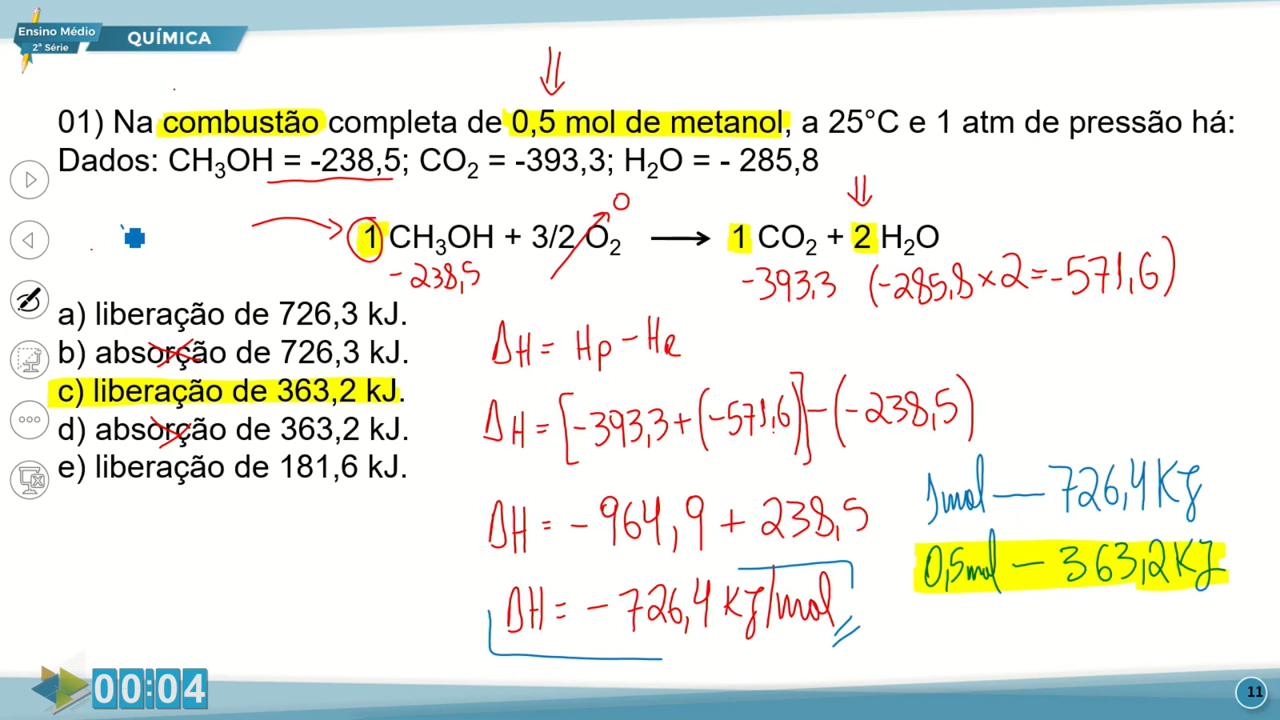 Ensino Médio
2ª Série
QUÍMICA
01) Na combustão completa de 0,5 mol de metanol, a 25°C e 1 atm de pressão há:
Dados: CH₃OH = -238,5; CO₂ = -393,3; H₂O = - 285,8
0
1 CH₃OH + 3/2 O₂ ⟶ 1 CO₂ + 2 H₂O
-238,5 -393,3 (-285,8 × 2 = -571,6)
a) liberação de 726,3 kJ.
b) absorção de 726,3 kJ.
c) liberação de 363,2 kJ.
d) absorção de 363,2 kJ.
e) liberação de 181,6 kJ.
ΔH = Hp - HR
ΔH = [-393,3 + (-571,6)] - (-238,5)
ΔH = - 964,9 + 238,5
ΔH = - 726,4 KJ/mol
1mol — 726,4 KJ
0,5mol — 363,2 KJ
00:04
11